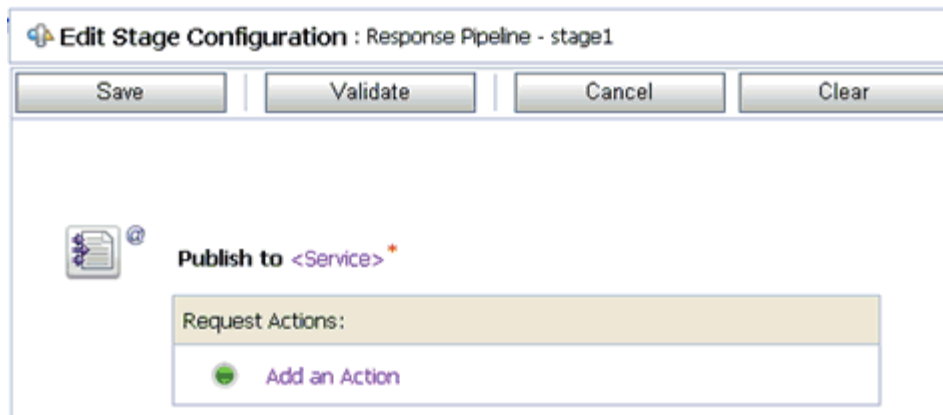 Edit Stage Configuration : Response Pipeline - stage1
Save Validate Cancel Clear
@
Publish to <Service>*
Request Actions:
Add an Action